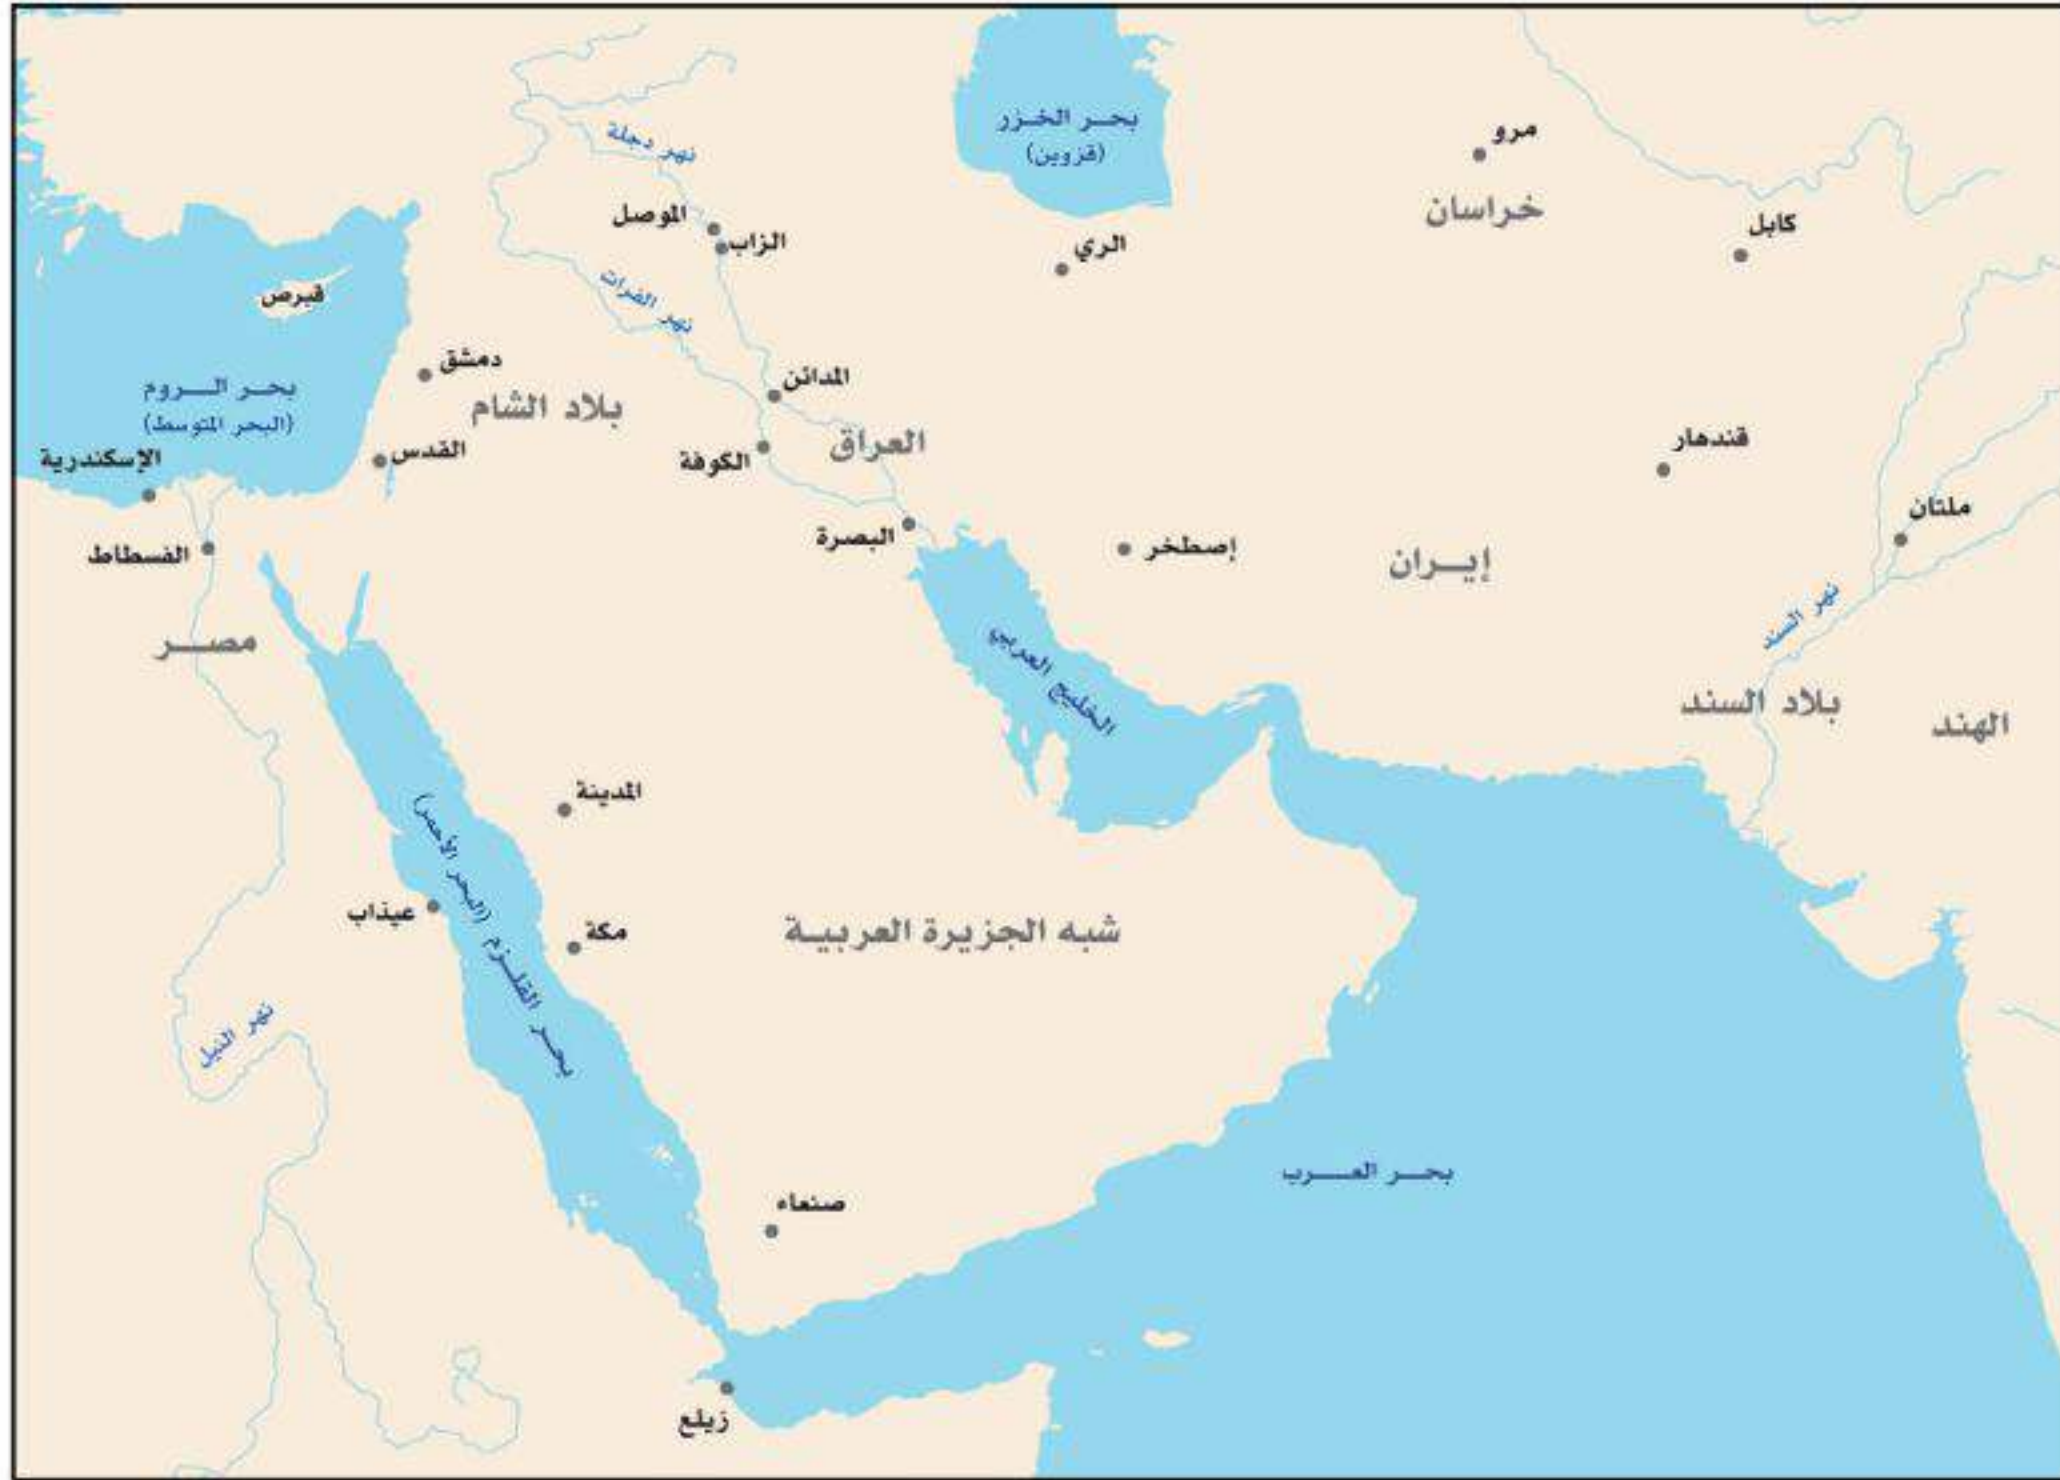 بحر الخزر
(قزوين)
مرو
نهر دجلة
خراسان
الموصل
كابل
الزاب
الري
نهر الفرات
قبرص
دمشق
المدائن
بحر الروم
(البحر المتوسط)
بلاد الشام
العراق
قندهار
الإسكندرية
القدس
الكوفة
ملتان
البصرة
إصطخر
إيران
الفسطاط
نهر السند
مصر
الخليج العربي
بلاد السند
الهند
المدينة
عيذاب
مكة
شبه الجزيرة العربية
بحر القلزم (البحر الأحمر)
نهر النيل
بحر العرب
صنعاء
زيلع